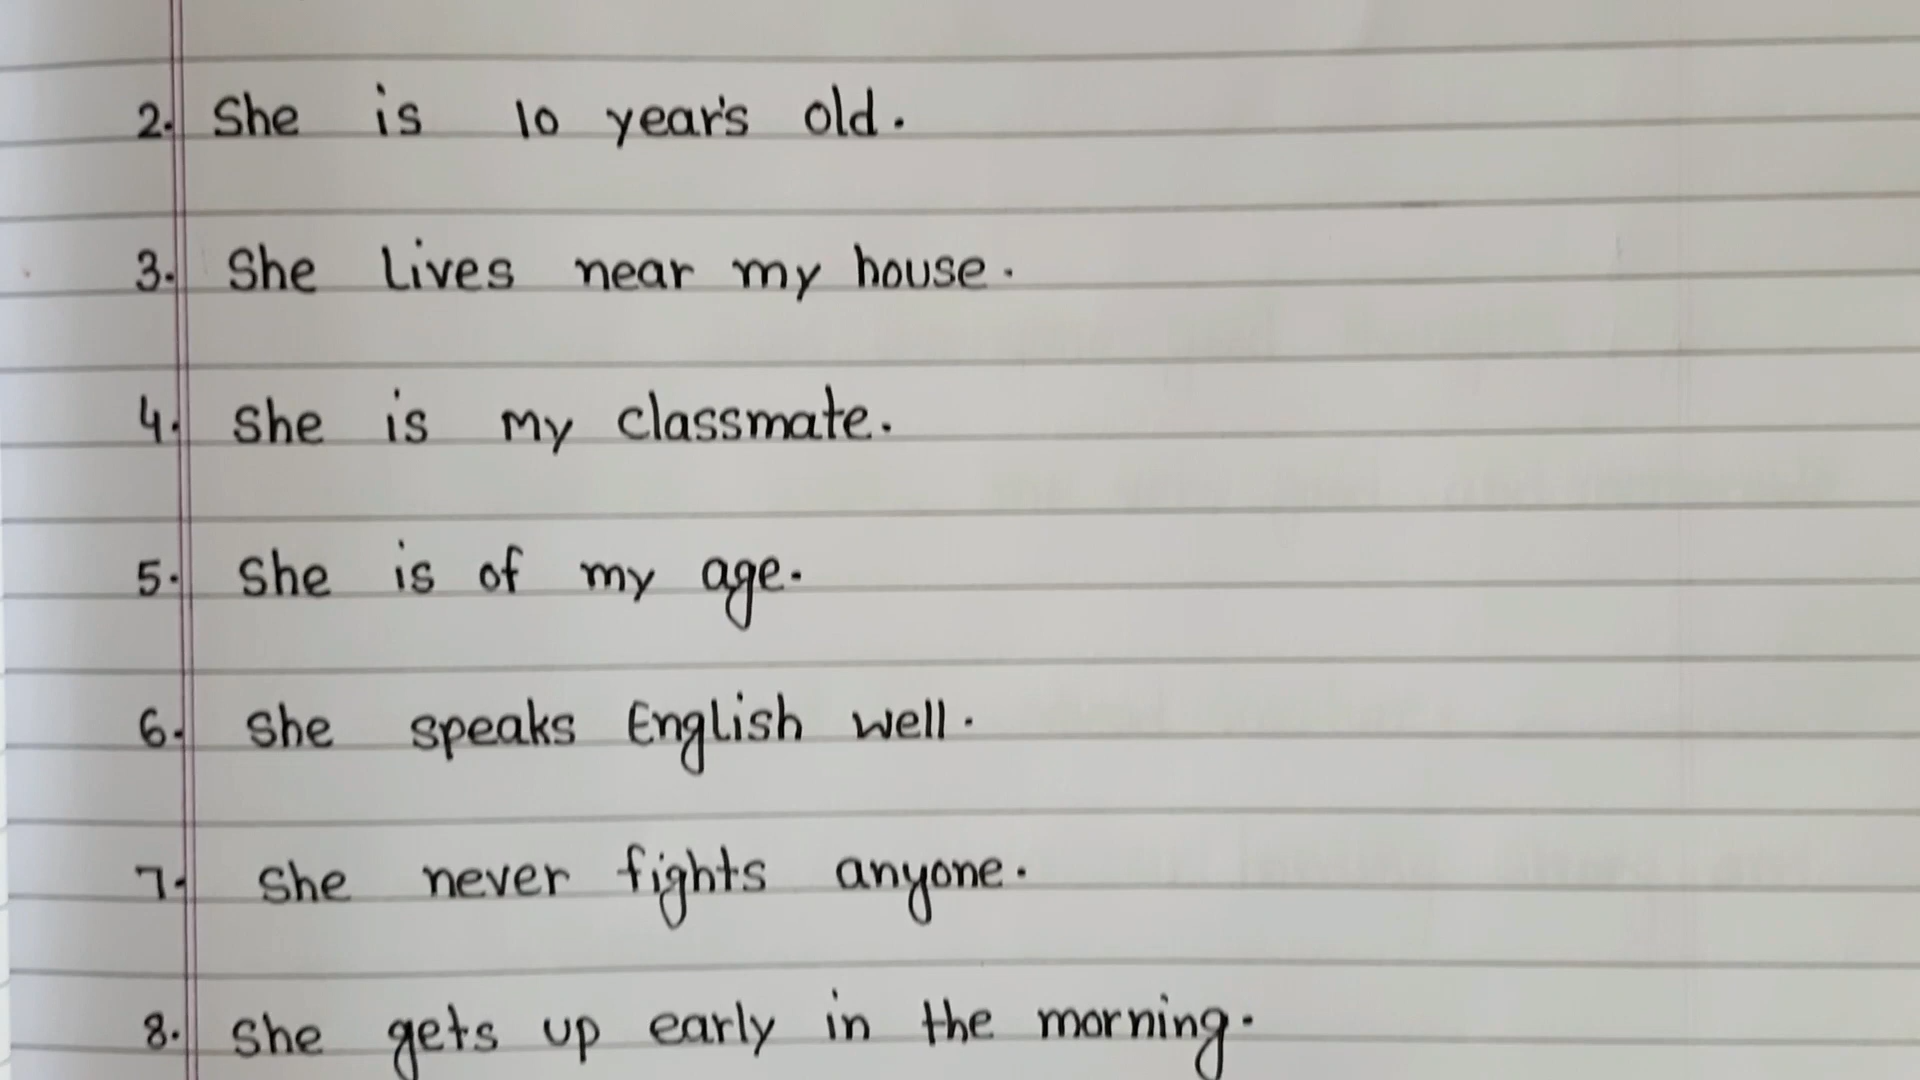 2. She is 10 year's old.
3. She lives near my house.
4. She is my classmate.
5. She is of my age.
6. She speaks English well.
7. She never fights anyone.
8. She gets up early in the morning.